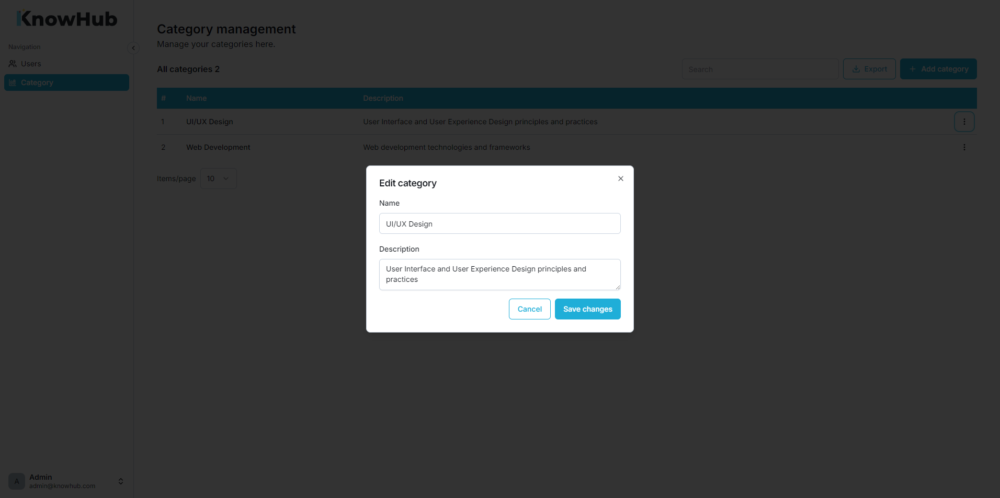 KnowHub
Navigation
Users
Category
Category management
Manage your categories here.
All categories 2
Search
Export
Add category
# Name Description
1 UI/UX Design User Interface and User Experience Design principles and practices
2 Web Development Web development technologies and frameworks
Items/page 10
Edit category
Name
UI/UX Design
Description
User Interface and User Experience Design principles and
practices
Cancel Save changes
A
Admin
admin@knowhub.com